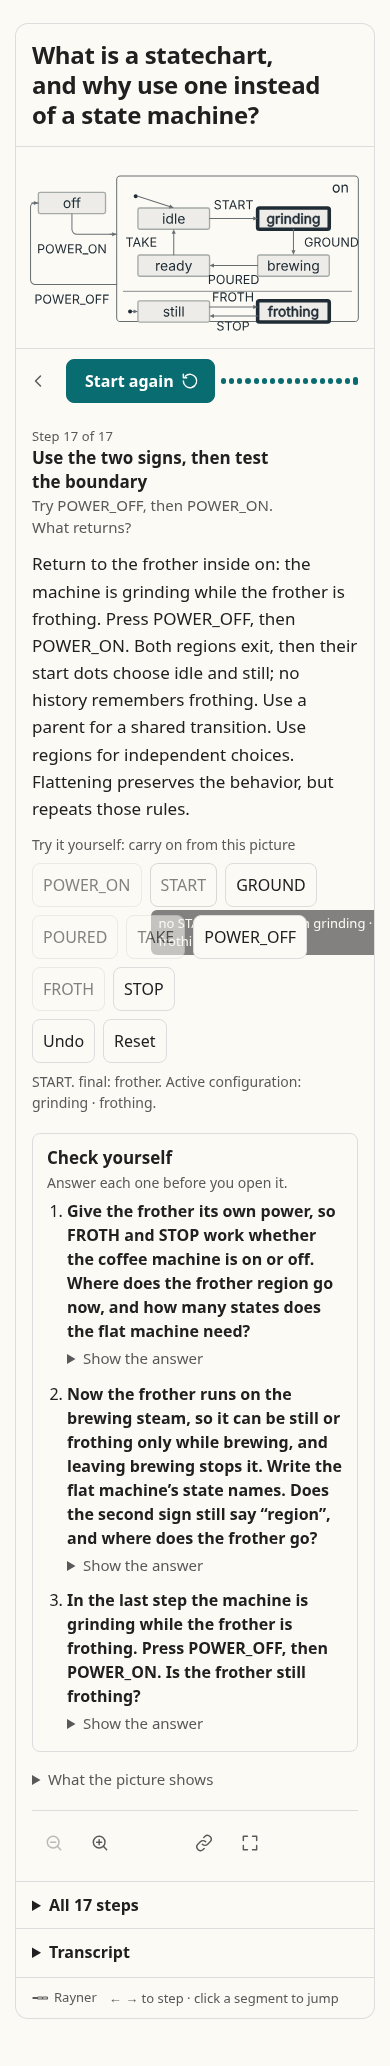 What is a statechart,
and why use one instead
of a state machine?
on
off
idle
START
grinding
POWER_ON
TAKE
GROUND
ready
brewing
POURED
POWER_OFF
FROTH
still
frothing
STOP
Start again
Step 17 of 17
Use the two signs, then test
the boundary
Try POWER_OFF, then POWER_ON.
What returns?
Return to the frother inside on: the
machine is grinding while the frother is
frothing. Press POWER_OFF, then
POWER_ON. Both regions exit, then their
start dots choose idle and still; no
history remembers frothing. Use a
parent for a shared transition. Use
regions for independent choices.
Flattening preserves the behavior, but
repeats those rules.
Try it yourself: carry on from this picture
POWER_ON START GROUND
POURED TAKE POWER_OFF
no grinding ·
FROTH STOP
Undo Reset
START. final: frother. Active configuration:
grinding · frothing.
Check yourself
Answer each one before you open it.
1. Give the frother its own power, so
FROTH and STOP work whether
the coffee machine is on or off.
Where does the frother region go
now, and how many states does
the flat machine need?
Show the answer
2. Now the frother runs on the
brewing steam, so it can be still or
frothing only while brewing, and
leaving brewing stops it. Write the
flat machine’s state names. Does
the second sign still say “region”,
and where does the frother go?
Show the answer
3. In the last step the machine is
grinding while the frother is
frothing. Press POWER_OFF, then
POWER_ON. Is the frother still
frothing?
Show the answer
What the picture shows
All 17 steps
Transcript
Rayner ← → to step · click a segment to jump